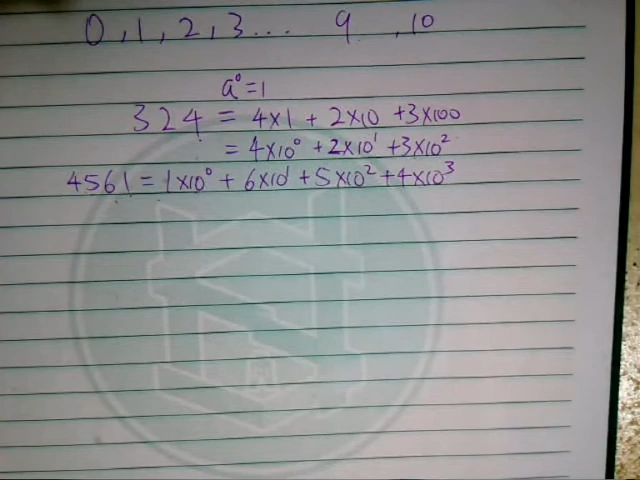 0, 1, 2, 3... 9, 10
a⁰=1
324 = 4×1 + 2×10 + 3×100
= 4×10⁰ + 2×10¹ + 3×10²
4561 = 1×10⁰ + 6×10¹ + 5×10² + 4×10³